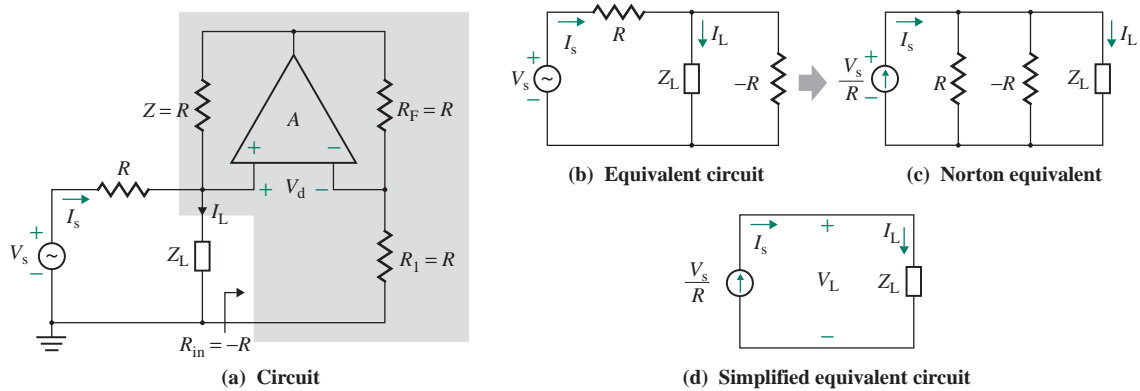 Z = R
A
R_F = R
+ −
+ V_d −
R
I_s
I_L
+
V_s
−
Z_L
R_1 = R
R_in = −R
(a) Circuit
I_s
R
I_L
+
V_s
−
Z_L
−R
(b) Equivalent circuit
I_s
I_L
+
V_s
R
−
R
−R
Z_L
(c) Norton equivalent
I_s
+
I_L
V_s
R
V_L
Z_L
−
(d) Simplified equivalent circuit